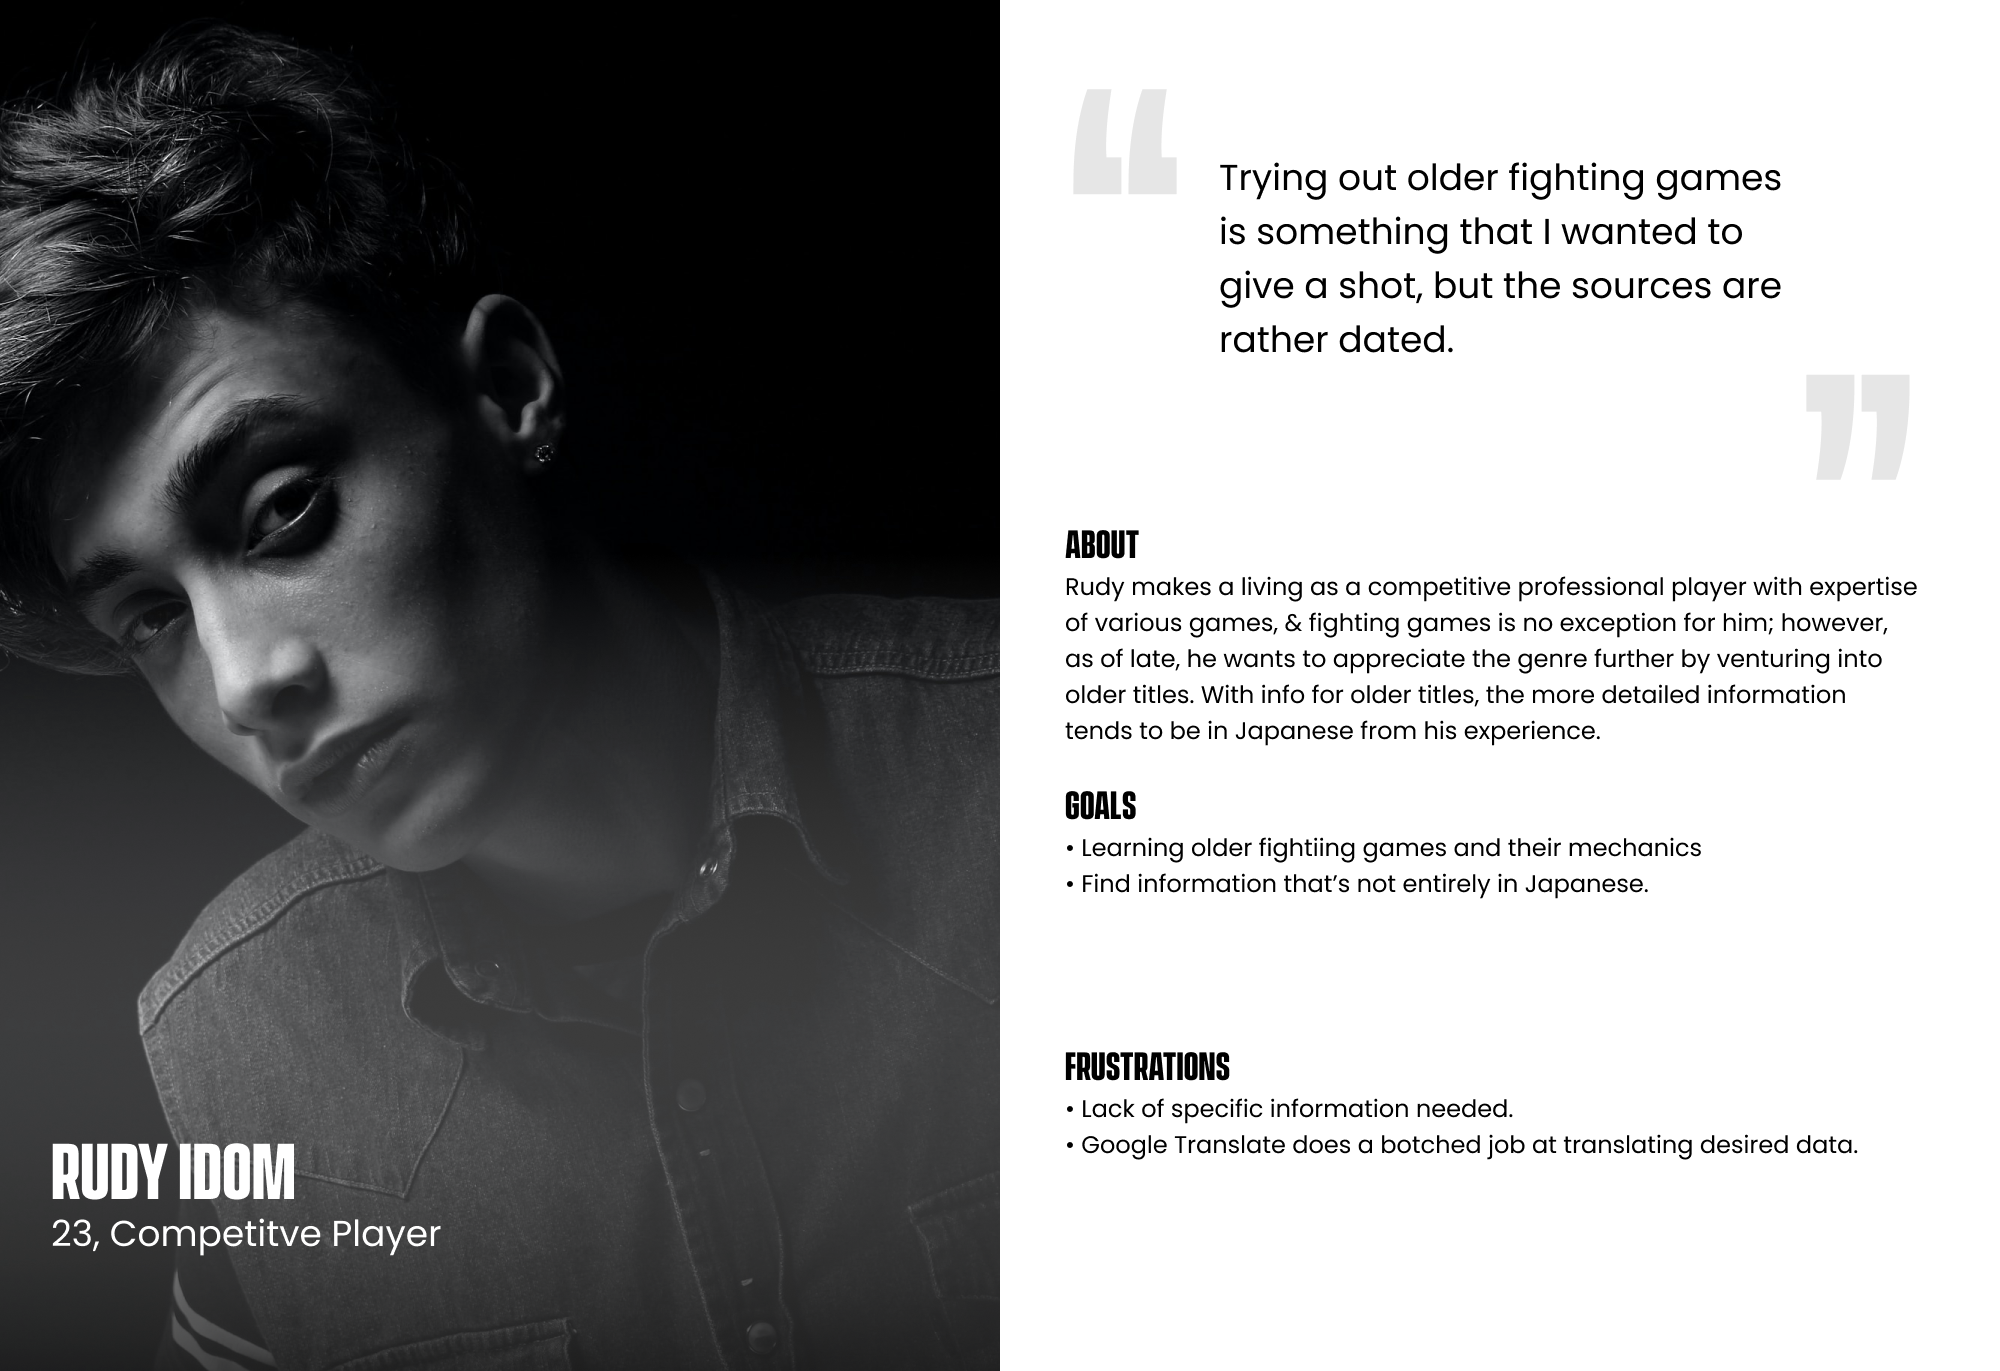 “
Trying out older fighting games
is something that I wanted to
give a shot, but the sources are
rather dated.
”
ABOUT
Rudy makes a living as a competitive professional player with expertise
of various games, & fighting games is no exception for him; however,
as of late, he wants to appreciate the genre further by venturing into
older titles. With info for older titles, the more detailed information
tends to be in Japanese from his experience.
GOALS
• Learning older fightiing games and their mechanics
• Find information that’s not entirely in Japanese.
FRUSTRATIONS
• Lack of specific information needed.
• Google Translate does a botched job at translating desired data.
RUDY IDOM
23, Competitve Player